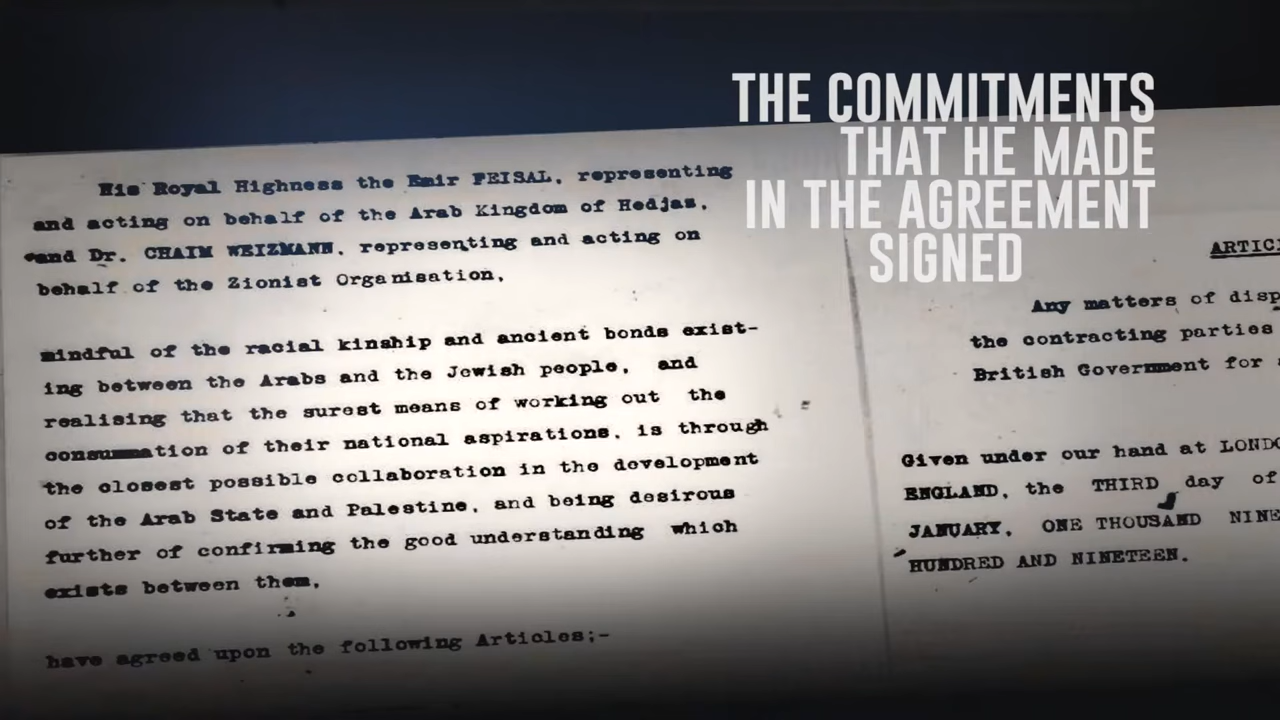 THE COMMITMENTS
THAT HE MADE
IN THE AGREEMENT
SIGNED
His Royal Highness the Emir FEISAL, representing
and acting on behalf of the Arab Kingdom of Hedjas,
and Dr. CHAIM WEIZMANN, representing and acting on
behalf of the Zionist Organisation,
mindful of the racial kinship and ancient bonds exist-
ing between the Arabs and the Jewish people, and
realising that the surest means of working out the
consummation of their national aspirations, is through
the closest possible collaboration in the development
of the Arab State and Palestine, and being desirous
further of confirming the good understanding which
exists between them,
have agreed upon the following Articles;-
Any matters of
the contracting parties
British Government for
Given under our hand at
ENGLAND, the THIRD day of
JANUARY, ONE THOUSAND NINE
HUNDRED AND NINETEEN.